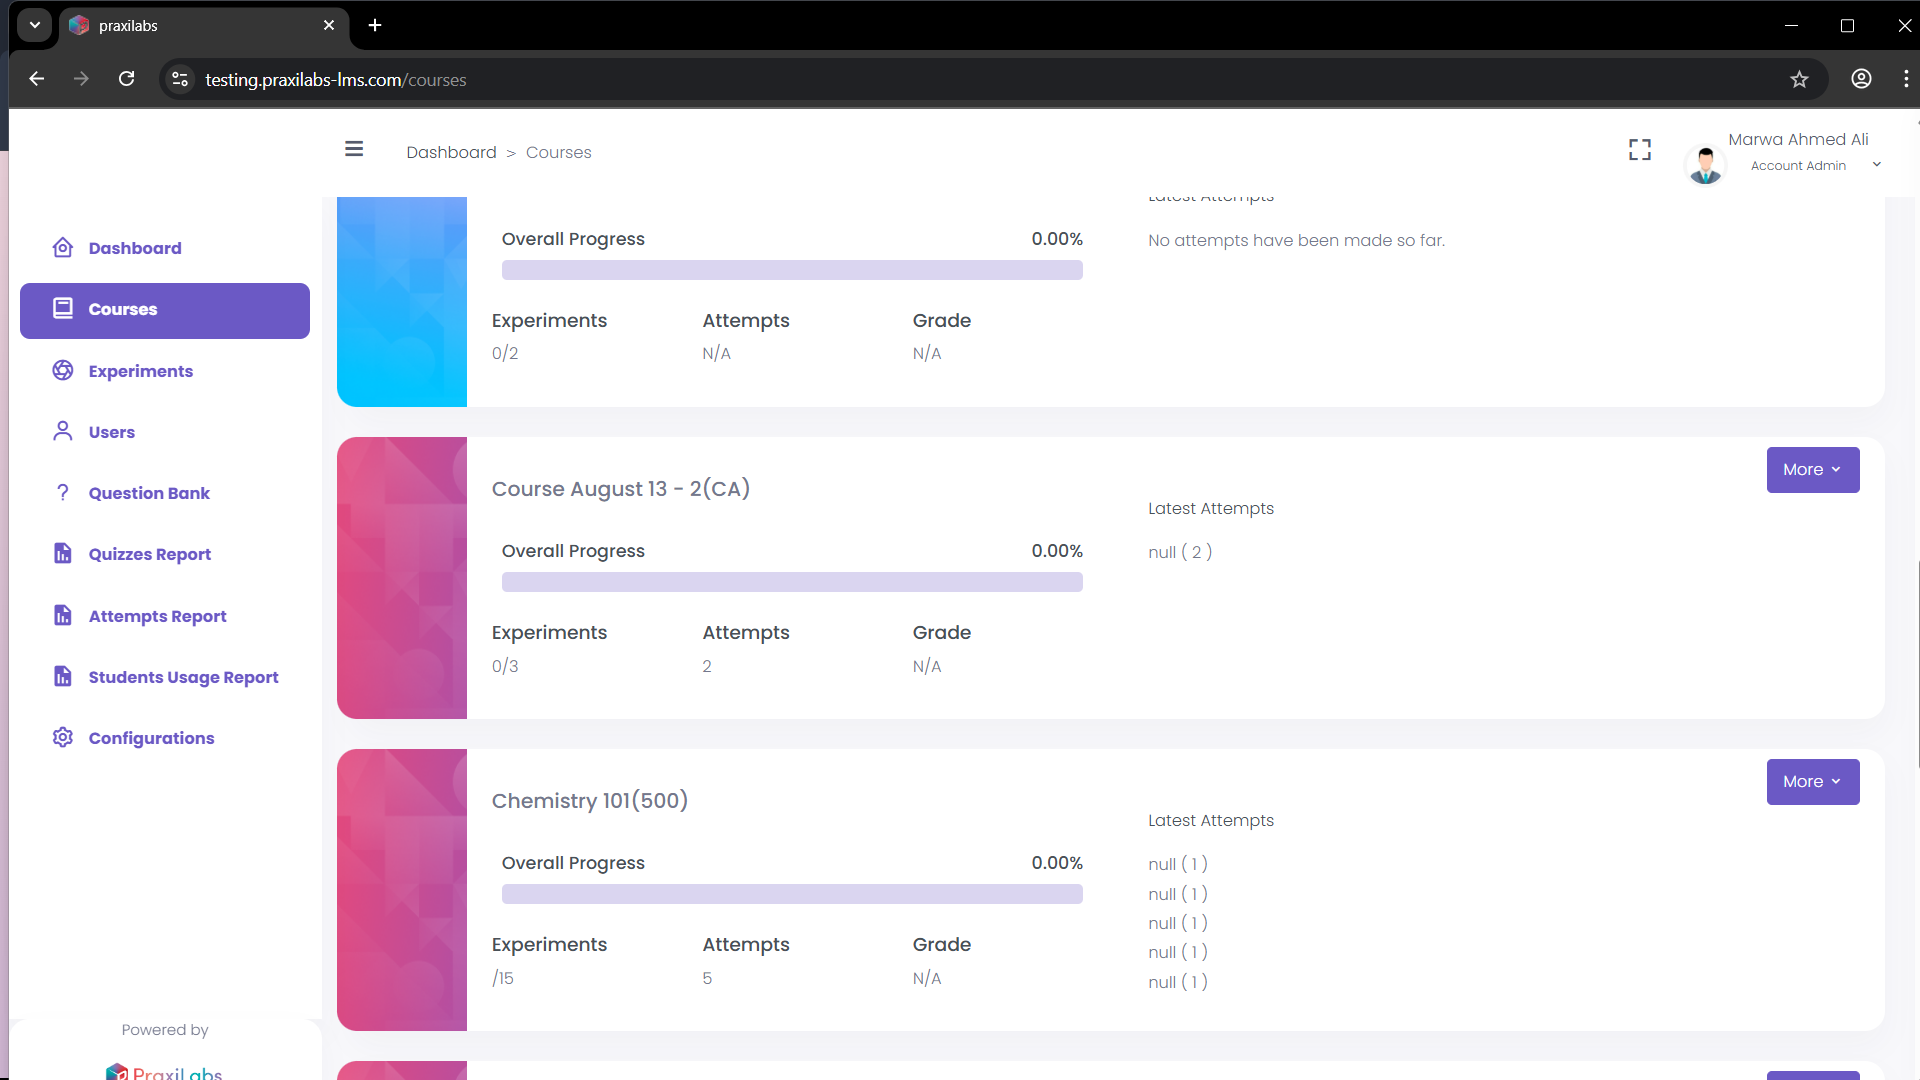 praxilabs
testing.praxilabs-lms.com/courses
Dashboard > Courses
Marwa Ahmed Ali
Account Admin
Dashboard
Courses
Experiments
Users
? Question Bank
Quizzes Report
Attempts Report
Students Usage Report
Configurations
Powered by
PraxiLabs
Latest Attempts
Overall Progress 0.00%
No attempts have been made so far.
Experiments Attempts Grade
0/2 N/A N/A
More
Course August 13 - 2(CA)
Latest Attempts
Overall Progress 0.00%
null ( 2 )
Experiments Attempts Grade
0/3 2 N/A
More
Chemistry 101(500)
Latest Attempts
Overall Progress 0.00%
null ( 1 )
null ( 1 )
null ( 1 )
null ( 1 )
null ( 1 )
Experiments Attempts Grade
/15 5 N/A